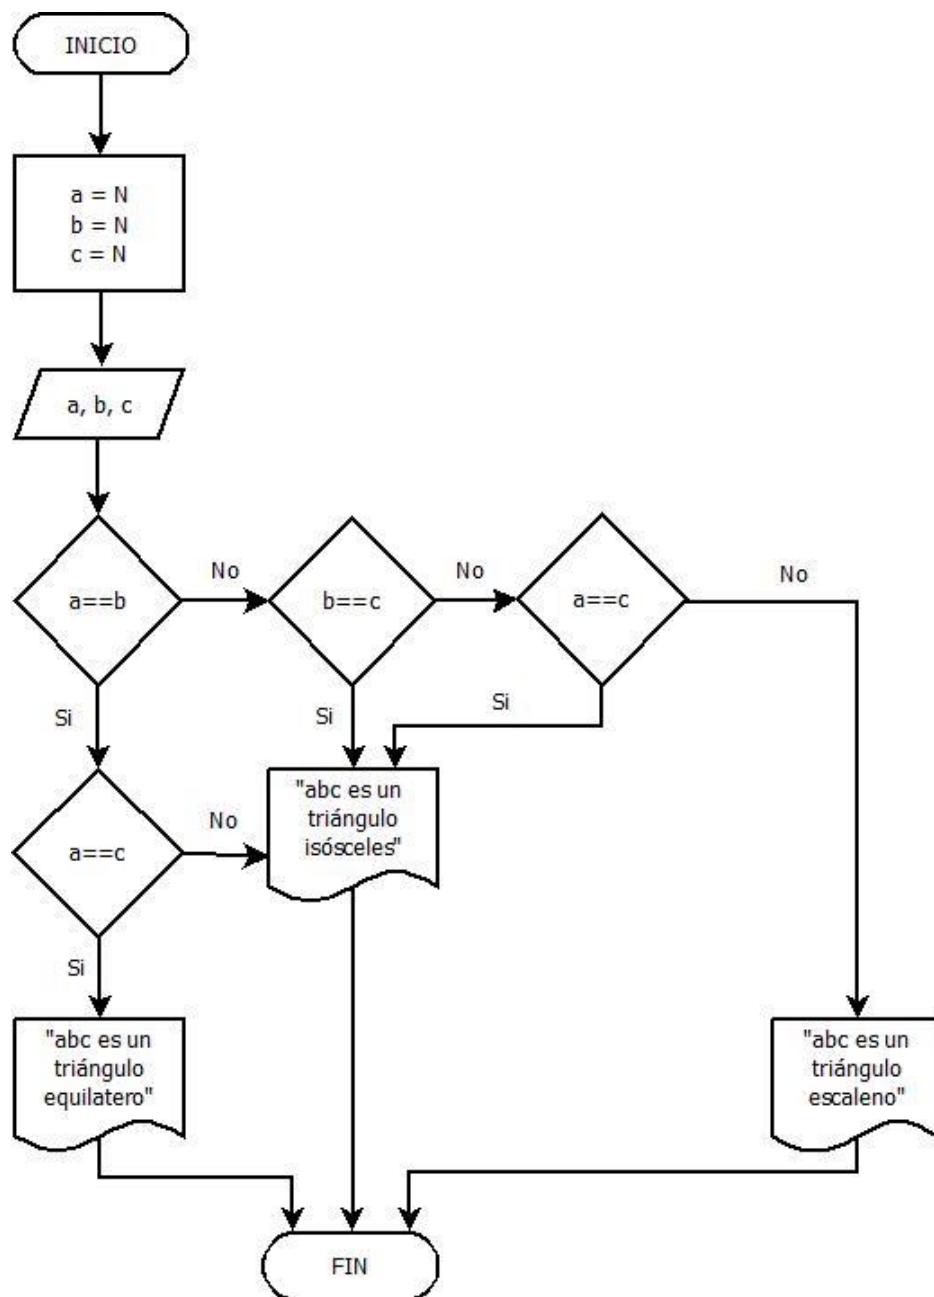 INICIO
a = N
b = N
c = N
a, b, c
a==b
No
b==c
No
a==c
No
Si
Si
Si
a==c
No
"abc es un
triángulo
isósceles"
Si
"abc es un
triángulo
equilatero"
"abc es un
triángulo
escaleno"
FIN